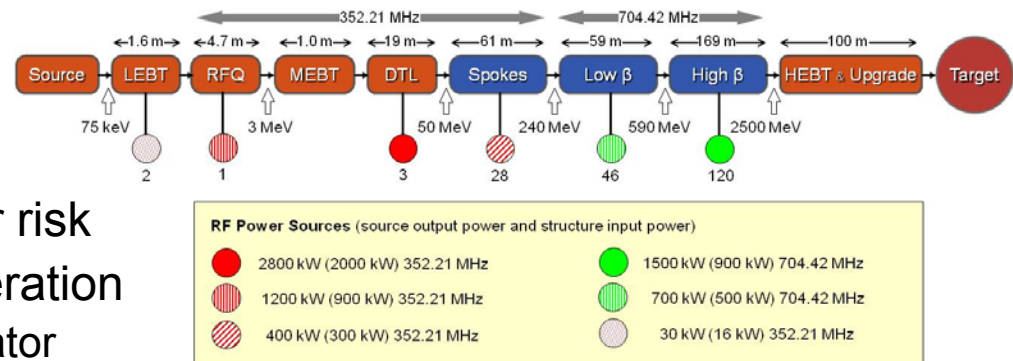 352.21 MHz 704.42 MHz
1.6 m 4.7 m 1.0 m 19 m 61 m 59 m 169 m 100 m
Source LEBT RFQ MEBT DTL Spokes Low β High β HEBT & Upgrade Target
75 keV 3 MeV 50 MeV 240 MeV 590 MeV 2500 MeV
2 1 3 28 46 120
r risk
eration
ator
RF Power Sources (source output power and structure input power)
2800 kW (2000 kW) 352.21 MHz 1500 kW (900 kW) 704.42 MHz
1200 kW (900 kW) 352.21 MHz 700 kW (500 kW) 704.42 MHz
400 kW (300 kW) 352.21 MHz 30 kW (16 kW) 352.21 MHz